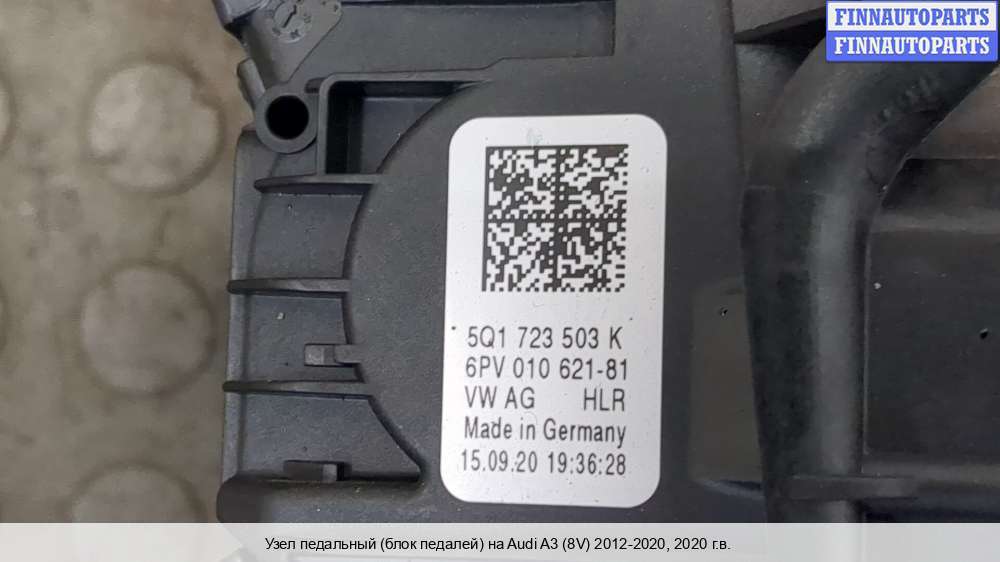 FINNAUTOPARTS
FINNAUTOPARTS
5Q1 723 503 K
6PV 010 621-81
VW AG HLR
Made in Germany
15.09.20 19:36:28
Узел педальный (блок педалей) на Audi A3 (8V) 2012-2020, 2020 г.в.